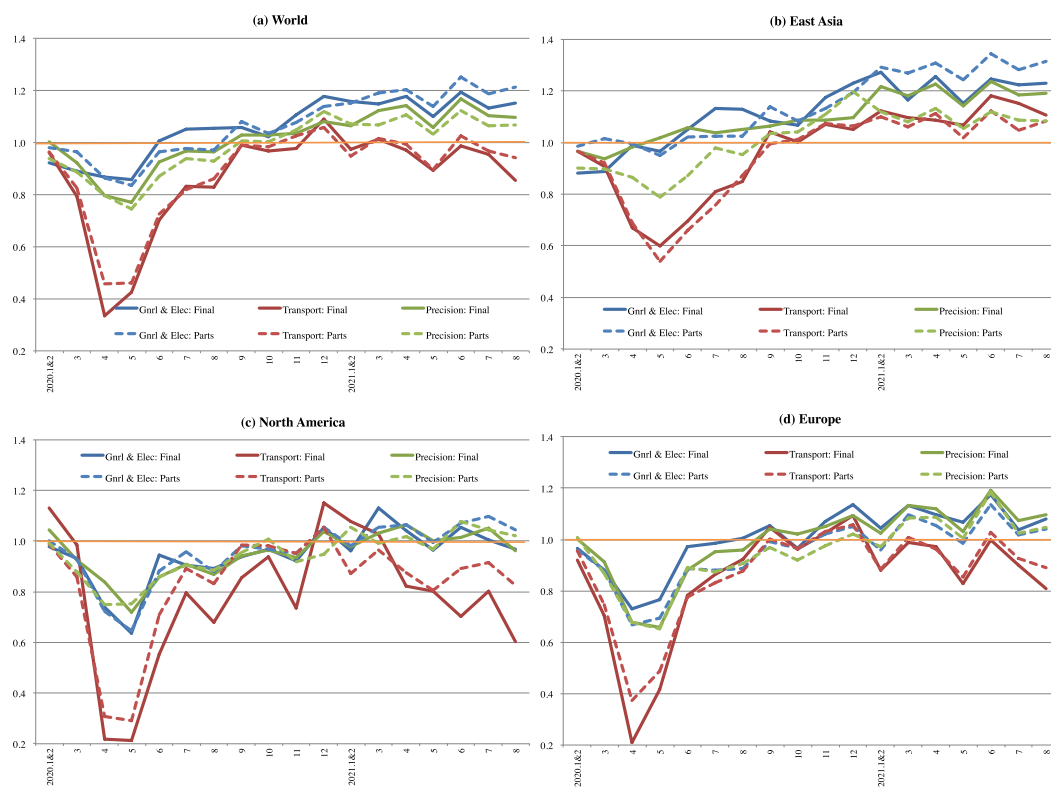 (a) World
1.4
1.2
1.0
0.8
0.6
0.4
0.2
Gnrl & Elec: Final Transport: Final Precision: Final
Gnrl & Elec: Parts Transport: Parts Precision: Parts
2020.1&2 3 4 5 6 7 8 9 10 11 12 2021.1&2 3 4 5 6 7 8
(b) East Asia
1.4
1.2
1.0
0.8
0.6
0.4
0.2
Gnrl & Elec: Final Transport: Final Precision: Final
Gnrl & Elec: Parts Transport: Parts Precision: Parts
2020.1&2 3 4 5 6 7 8 9 10 11 12 2021.1&2 3 4 5 6 7 8
(c) North America
1.4
1.2
1.0
0.8
0.6
0.4
0.2
Gnrl & Elec: Final Transport: Final Precision: Final
Gnrl & Elec: Parts Transport: Parts Precision: Parts
2020.1&2 3 4 5 6 7 8 9 10 11 12 2021.1&2 3 4 5 6 7 8
(d) Europe
1.4
1.2
1.0
0.8
0.6
0.4
0.2
Gnrl & Elec: Final Transport: Final Precision: Final
Gnrl & Elec: Parts Transport: Parts Precision: Parts
2020.1&2 3 4 5 6 7 8 9 10 11 12 2021.1&2 3 4 5 6 7 8